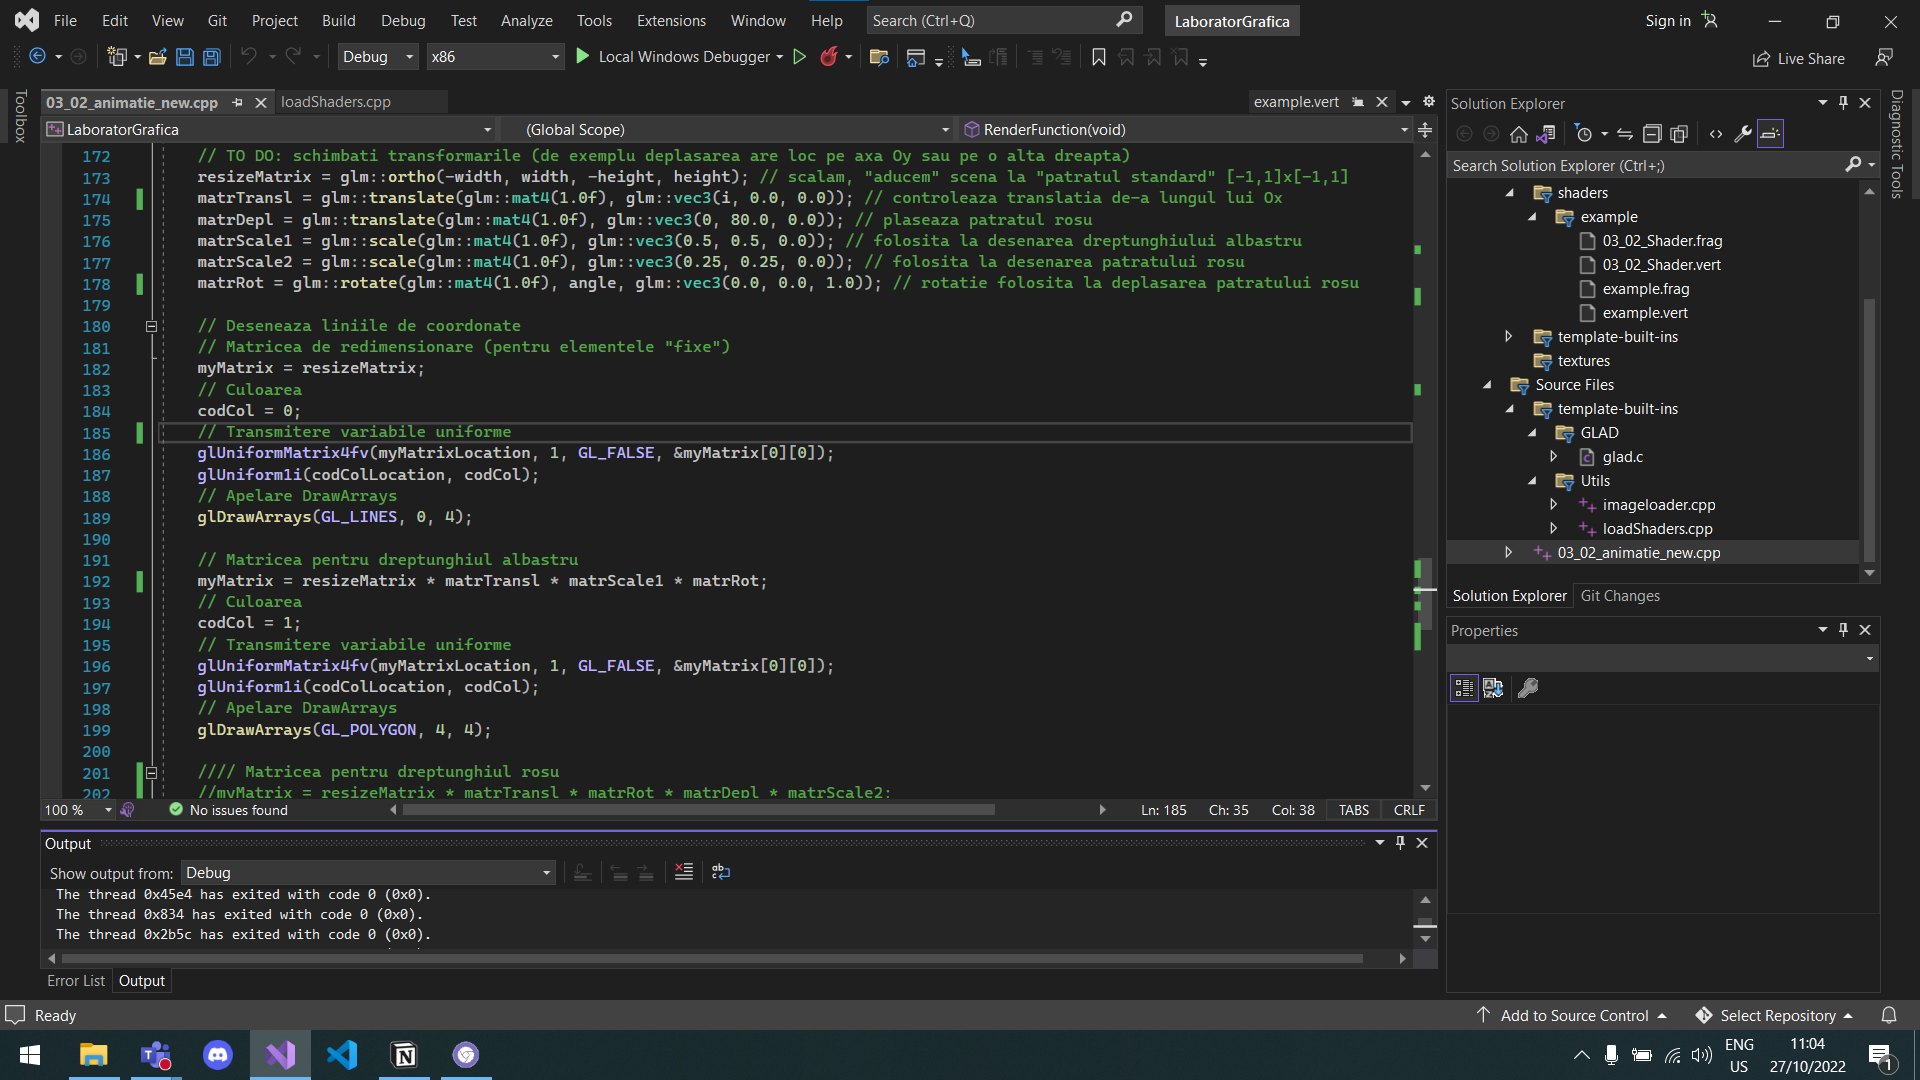 File Edit View Git Project Build Debug Test Analyze Tools Extensions Window Help Search (Ctrl+Q) LaboratorGrafica Sign in
Debug x86 Local Windows Debugger Live Share
Toolbox
03_02_animatie_new.cpp loadShaders.cpp example.vert
LaboratorGrafica (Global Scope) RenderFunction(void)
172 // TO DO: schimbati transformarile (de exemplu deplasarea are loc pe axa Oy sau pe o alta dreapta)
173 resizeMatrix = glm::ortho(-width, width, -height, height); // scalam, "aducem" scena la "patratul standard" [-1,1]x[-1,1]
174 matrTransl = glm::translate(glm::mat4(1.0f), glm::vec3(i, 0.0, 0.0)); // controleaza translatia de-a lungul lui Ox
175 matrDepl = glm::translate(glm::mat4(1.0f), glm::vec3(0, 80.0, 0.0)); // plaseaza patratul rosu
176 matrScale1 = glm::scale(glm::mat4(1.0f), glm::vec3(0.5, 0.5, 0.0)); // folosita la desenarea dreptunghiului albastru
177 matrScale2 = glm::scale(glm::mat4(1.0f), glm::vec3(0.25, 0.25, 0.0)); // folosita la desenarea patratului rosu
178 matrRot = glm::rotate(glm::mat4(1.0f), angle, glm::vec3(0.0, 0.0, 1.0)); // rotatie folosita la deplasarea patratului rosu
179
180 // Deseneaza liniile de coordonate
181 // Matricea de redimensionare (pentru elementele "fixe")
182 myMatrix = resizeMatrix;
183 // Culoarea
184 codCol = 0;
185 // Transmitere variabile uniforme
186 glUniformMatrix4fv(myMatrixLocation, 1, GL_FALSE, &myMatrix[0][0]);
187 glUniform1i(codColLocation, codCol);
188 // Apelare DrawArrays
189 glDrawArrays(GL_LINES, 0, 4);
190
191 // Matricea pentru dreptunghiul albastru
192 myMatrix = resizeMatrix * matrTransl * matrScale1 * matrRot;
193 // Culoarea
194 codCol = 1;
195 // Transmitere variabile uniforme
196 glUniformMatrix4fv(myMatrixLocation, 1, GL_FALSE, &myMatrix[0][0]);
197 glUniform1i(codColLocation, codCol);
198 // Apelare DrawArrays
199 glDrawArrays(GL_POLYGON, 4, 4);
200
201 //// Matricea pentru dreptunghiul rosu
202 //myMatrix = resizeMatrix * matrTransl * matrRot * matrDepl * matrScale2;
100 % No issues found Ln: 185 Ch: 35 Col: 38 TABS CRLF
Output
Show output from: Debug
The thread 0x45e4 has exited with code 0 (0x0).
The thread 0x834 has exited with code 0 (0x0).
The thread 0x2b5c has exited with code 0 (0x0).
Error List Output
Solution Explorer
Search Solution Explorer (Ctrl+;)
shaders
example
03_02_Shader.frag
03_02_Shader.vert
example.frag
example.vert
template-built-ins
textures
Source Files
template-built-ins
GLAD
glad.c
Utils
imageloader.cpp
loadShaders.cpp
03_02_animatie_new.cpp
Solution Explorer Git Changes
Properties
Diagnostic Tools
Ready Add to Source Control Select Repository
ENG
US
11:04
27/10/2022
1